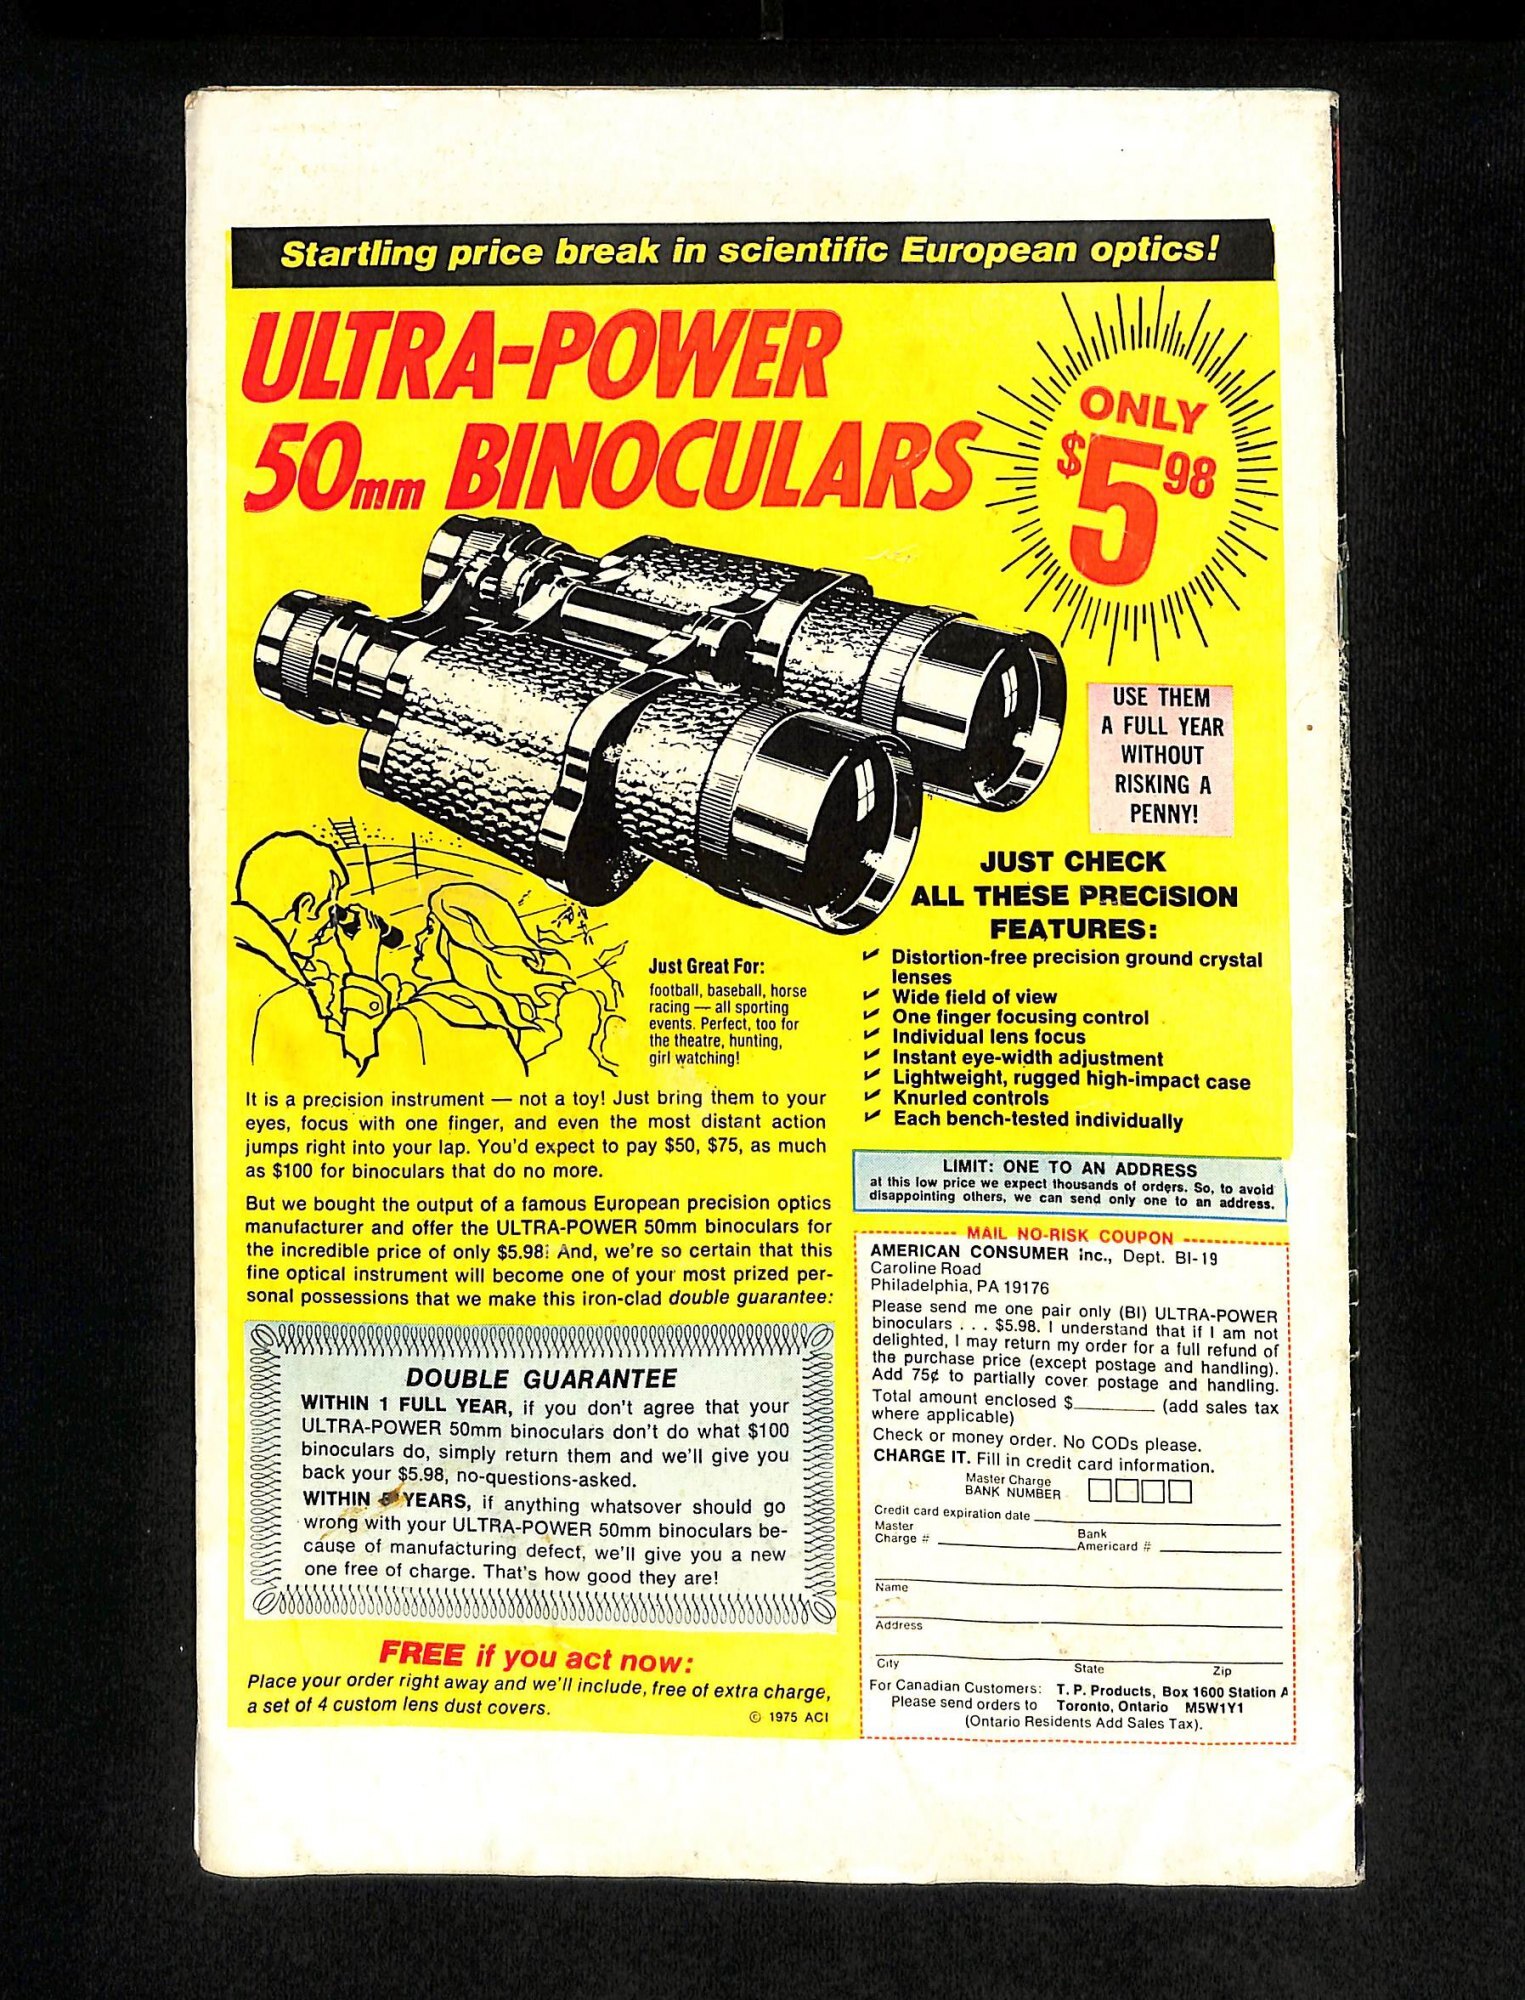 Startling price break in scientific European optics!
ULTRA-POWER
50mm BINOCULARS
ONLY
$5 98
USE THEM
A FULL YEAR
WITHOUT
RISKING A
PENNY!
JUST CHECK
ALL THESE PRECISION
FEATURES:
✓ Distortion-free precision ground crystal
lenses
✓ Wide field of view
✓ One finger focusing control
✓ Individual lens focus
✓ Instant eye-width adjustment
✓ Lightweight, rugged high-impact case
✓ Knurled controls
✓ Each bench-tested individually
Just Great For:
football, baseball, horse
racing — all sporting
events. Perfect, too for
the theatre, hunting,
girl watching!
It is a precision instrument — not a toy! Just bring them to your
eyes, focus with one finger, and even the most distant action
jumps right into your lap. You'd expect to pay $50, $75, as much
as $100 for binoculars that do no more.
But we bought the output of a famous European precision optics
manufacturer and offer the ULTRA-POWER 50mm binoculars for
the incredible price of only $5.98! And, we're so certain that this
fine optical instrument will become one of your most prized per-
sonal possessions that we make this iron-clad double guarantee:
DOUBLE GUARANTEE
WITHIN 1 FULL YEAR, if you don't agree that your
ULTRA-POWER 50mm binoculars don't do what $100
binoculars do, simply return them and we'll give you
back your $5.98, no-questions-asked.
WITHIN YEARS, if anything whatsover should go
wrong with your ULTRA-POWER 50mm binoculars be-
cause of manufacturing defect, we'll give you a new
one free of charge. That's how good they are!
FREE if you act now:
Place your order right away and we'll include, free of extra charge,
a set of 4 custom lens dust covers.
© 1975 ACI
LIMIT: ONE TO AN ADDRESS
at this low price we expect thousands of orders. So, to avoid
disappointing others, we can send only one to an address.
MAIL NO-RISK COUPON
AMERICAN CONSUMER Inc., Dept. BI-19
Caroline Road
Philadelphia, PA 19176
Please send me one pair only (BI) ULTRA-POWER
binoculars . . . $5.98. I understand that if I am not
delighted, I may return my order for a full refund of
the purchase price (except postage and handling).
Add 75¢ to partially cover postage and handling.
Total amount enclosed $________ (add sales tax
where applicable)
Check or money order. No CODs please.
CHARGE IT. Fill in credit card information.
Master Charge
BANK NUMBER
Credit card expiration date
Master
Charge #
Bank
Americard #
Name
Address
City State Zip
For Canadian Customers: T. P. Products, Box 1600 Station A
Please send orders to Toronto, Ontario M5W1Y1
(Ontario Residents Add Sales Tax).